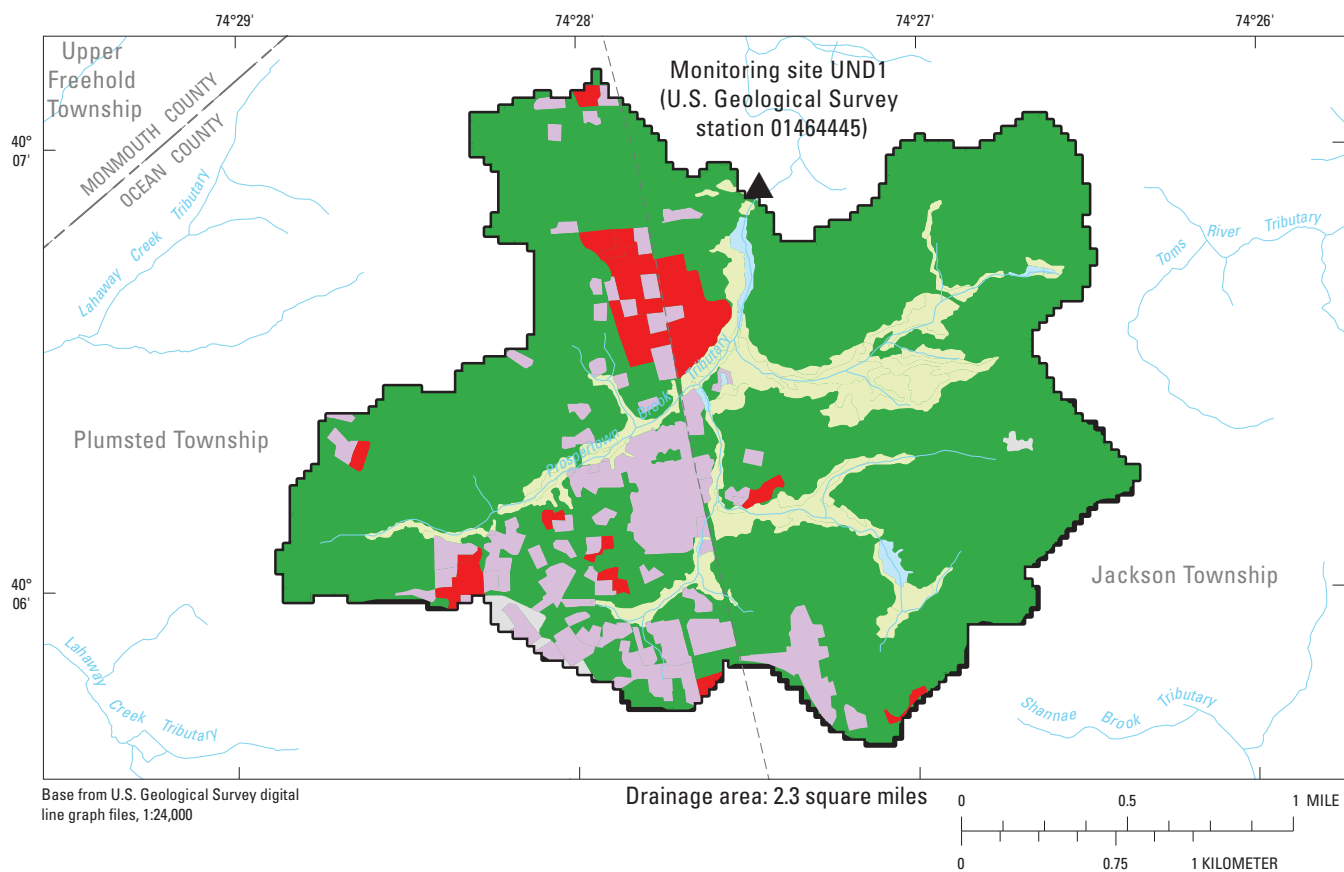 74°29'
74°28'
74°27'
74°26'
Upper
Freehold
Township
MONMOUTH COUNTY
OCEAN COUNTY
Monitoring site UND1
(U.S. Geological Survey
station 01464445)
40°
07'
Lahaway Creek Tributary
Toms River Tributary
Plumsted Township
Prospertown Brook Tributary
40°
06'
Jackson Township
Lahaway
Creek Tributary
Shannae Brook Tributary
Base from U.S. Geological Survey digital
line graph files, 1:24,000
Drainage area: 2.3 square miles
0 0.5 1 MILE
0 0.75 1 KILOMETER